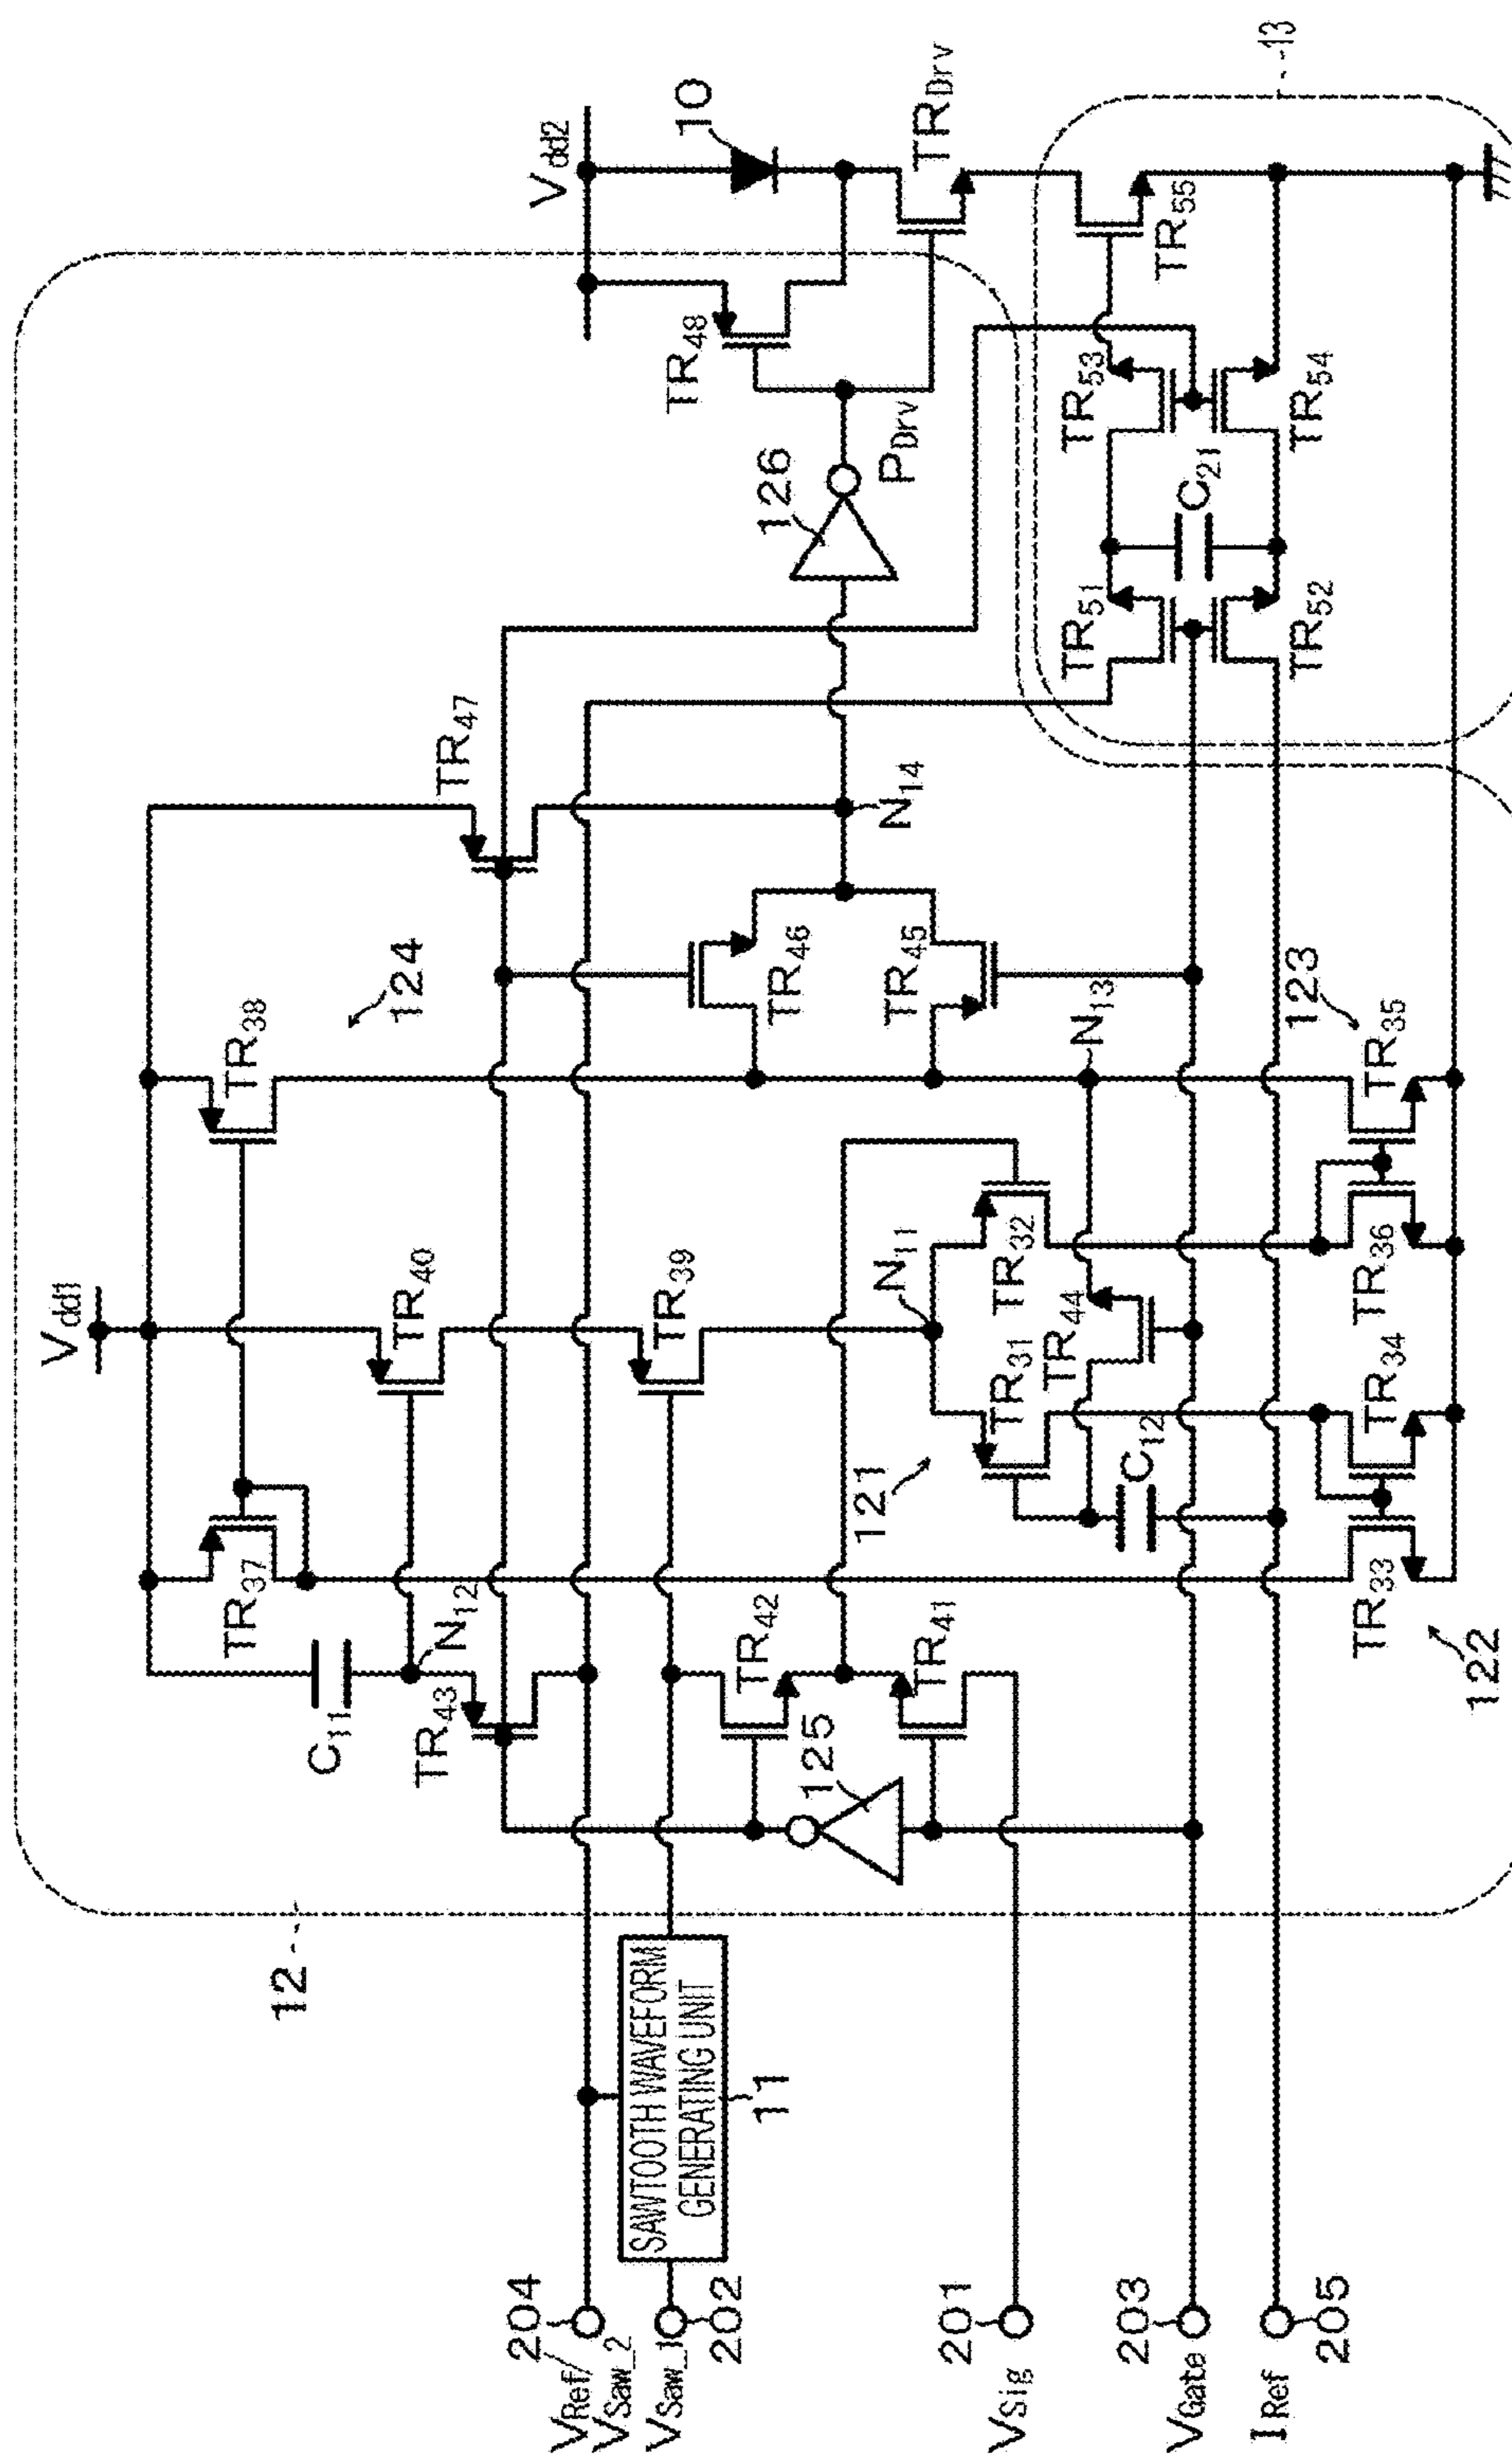 V_dd1
V_dd2
10
TR_Drv
13
TR_48
P_Drv
126
TR_47
N_14
124
TR_38
TR_40
TR_39
TR_37
C_11
N_12
TR_43
TR_42
TR_41
125
TR_46
TR_45
N_13
N_11
TR_32
TR_44
TR_31
121
C_12
123
TR_35
TR_36
TR_34
TR_33
122
TR_51
TR_52
C_21
TR_53
TR_54
TR_55
12
SAWTOOTH WAVEFORM
GENERATING UNIT
11
204
V_Ref/
V_Saw_2
V_Saw_1
202
201
V_Sig
203
V_Gate
I_Ref
205